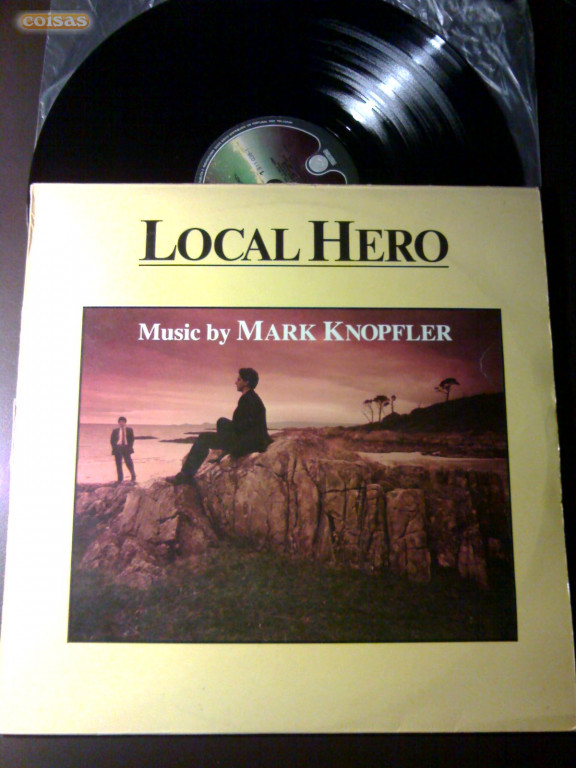 coisas
LOCAL HERO
Music by MARK KNOPFLER